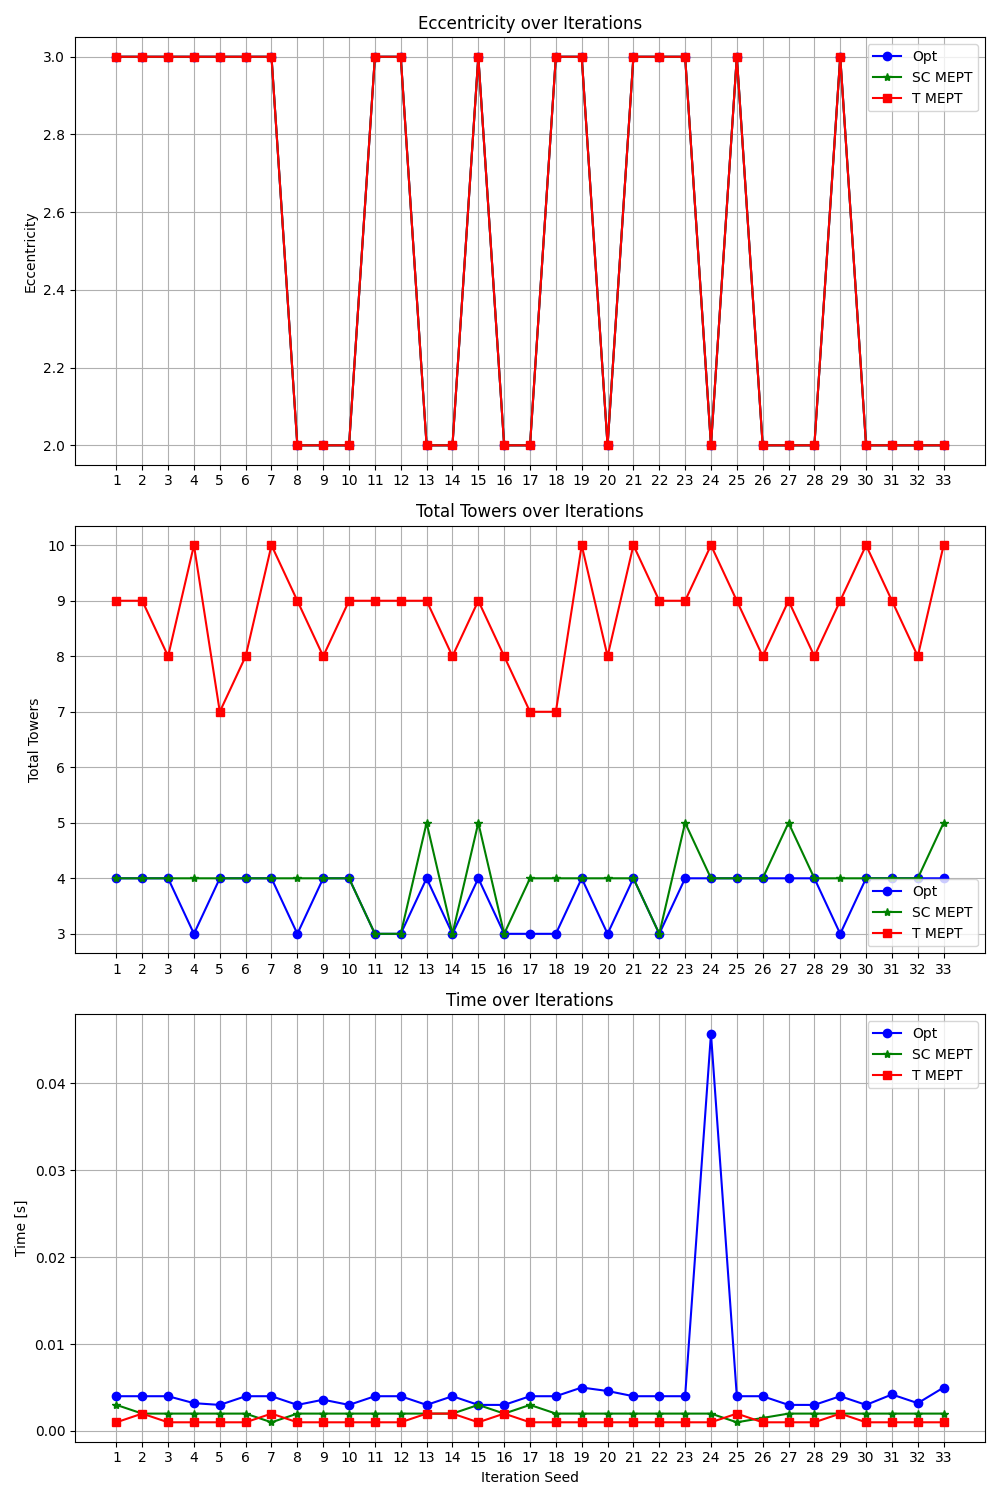 Eccentricity over Iterations
Eccentricity
3.0
2.8
2.6
2.4
2.2
2.0
Opt
SC MEPT
T MEPT
1 2 3 4 5 6 7 8 9 10 11 12 13 14 15 16 17 18 19 20 21 22 23 24 25 26 27 28 29 30 31 32 33
Total Towers over Iterations
Total Towers
10
9
8
7
6
5
4
3
Opt
SC MEPT
T MEPT
1 2 3 4 5 6 7 8 9 10 11 12 13 14 15 16 17 18 19 20 21 22 23 24 25 26 27 28 29 30 31 32 33
Time over Iterations
Time [s]
0.04
0.03
0.02
0.01
0.00
Opt
SC MEPT
T MEPT
1 2 3 4 5 6 7 8 9 10 11 12 13 14 15 16 17 18 19 20 21 22 23 24 25 26 27 28 29 30 31 32 33
Iteration Seed